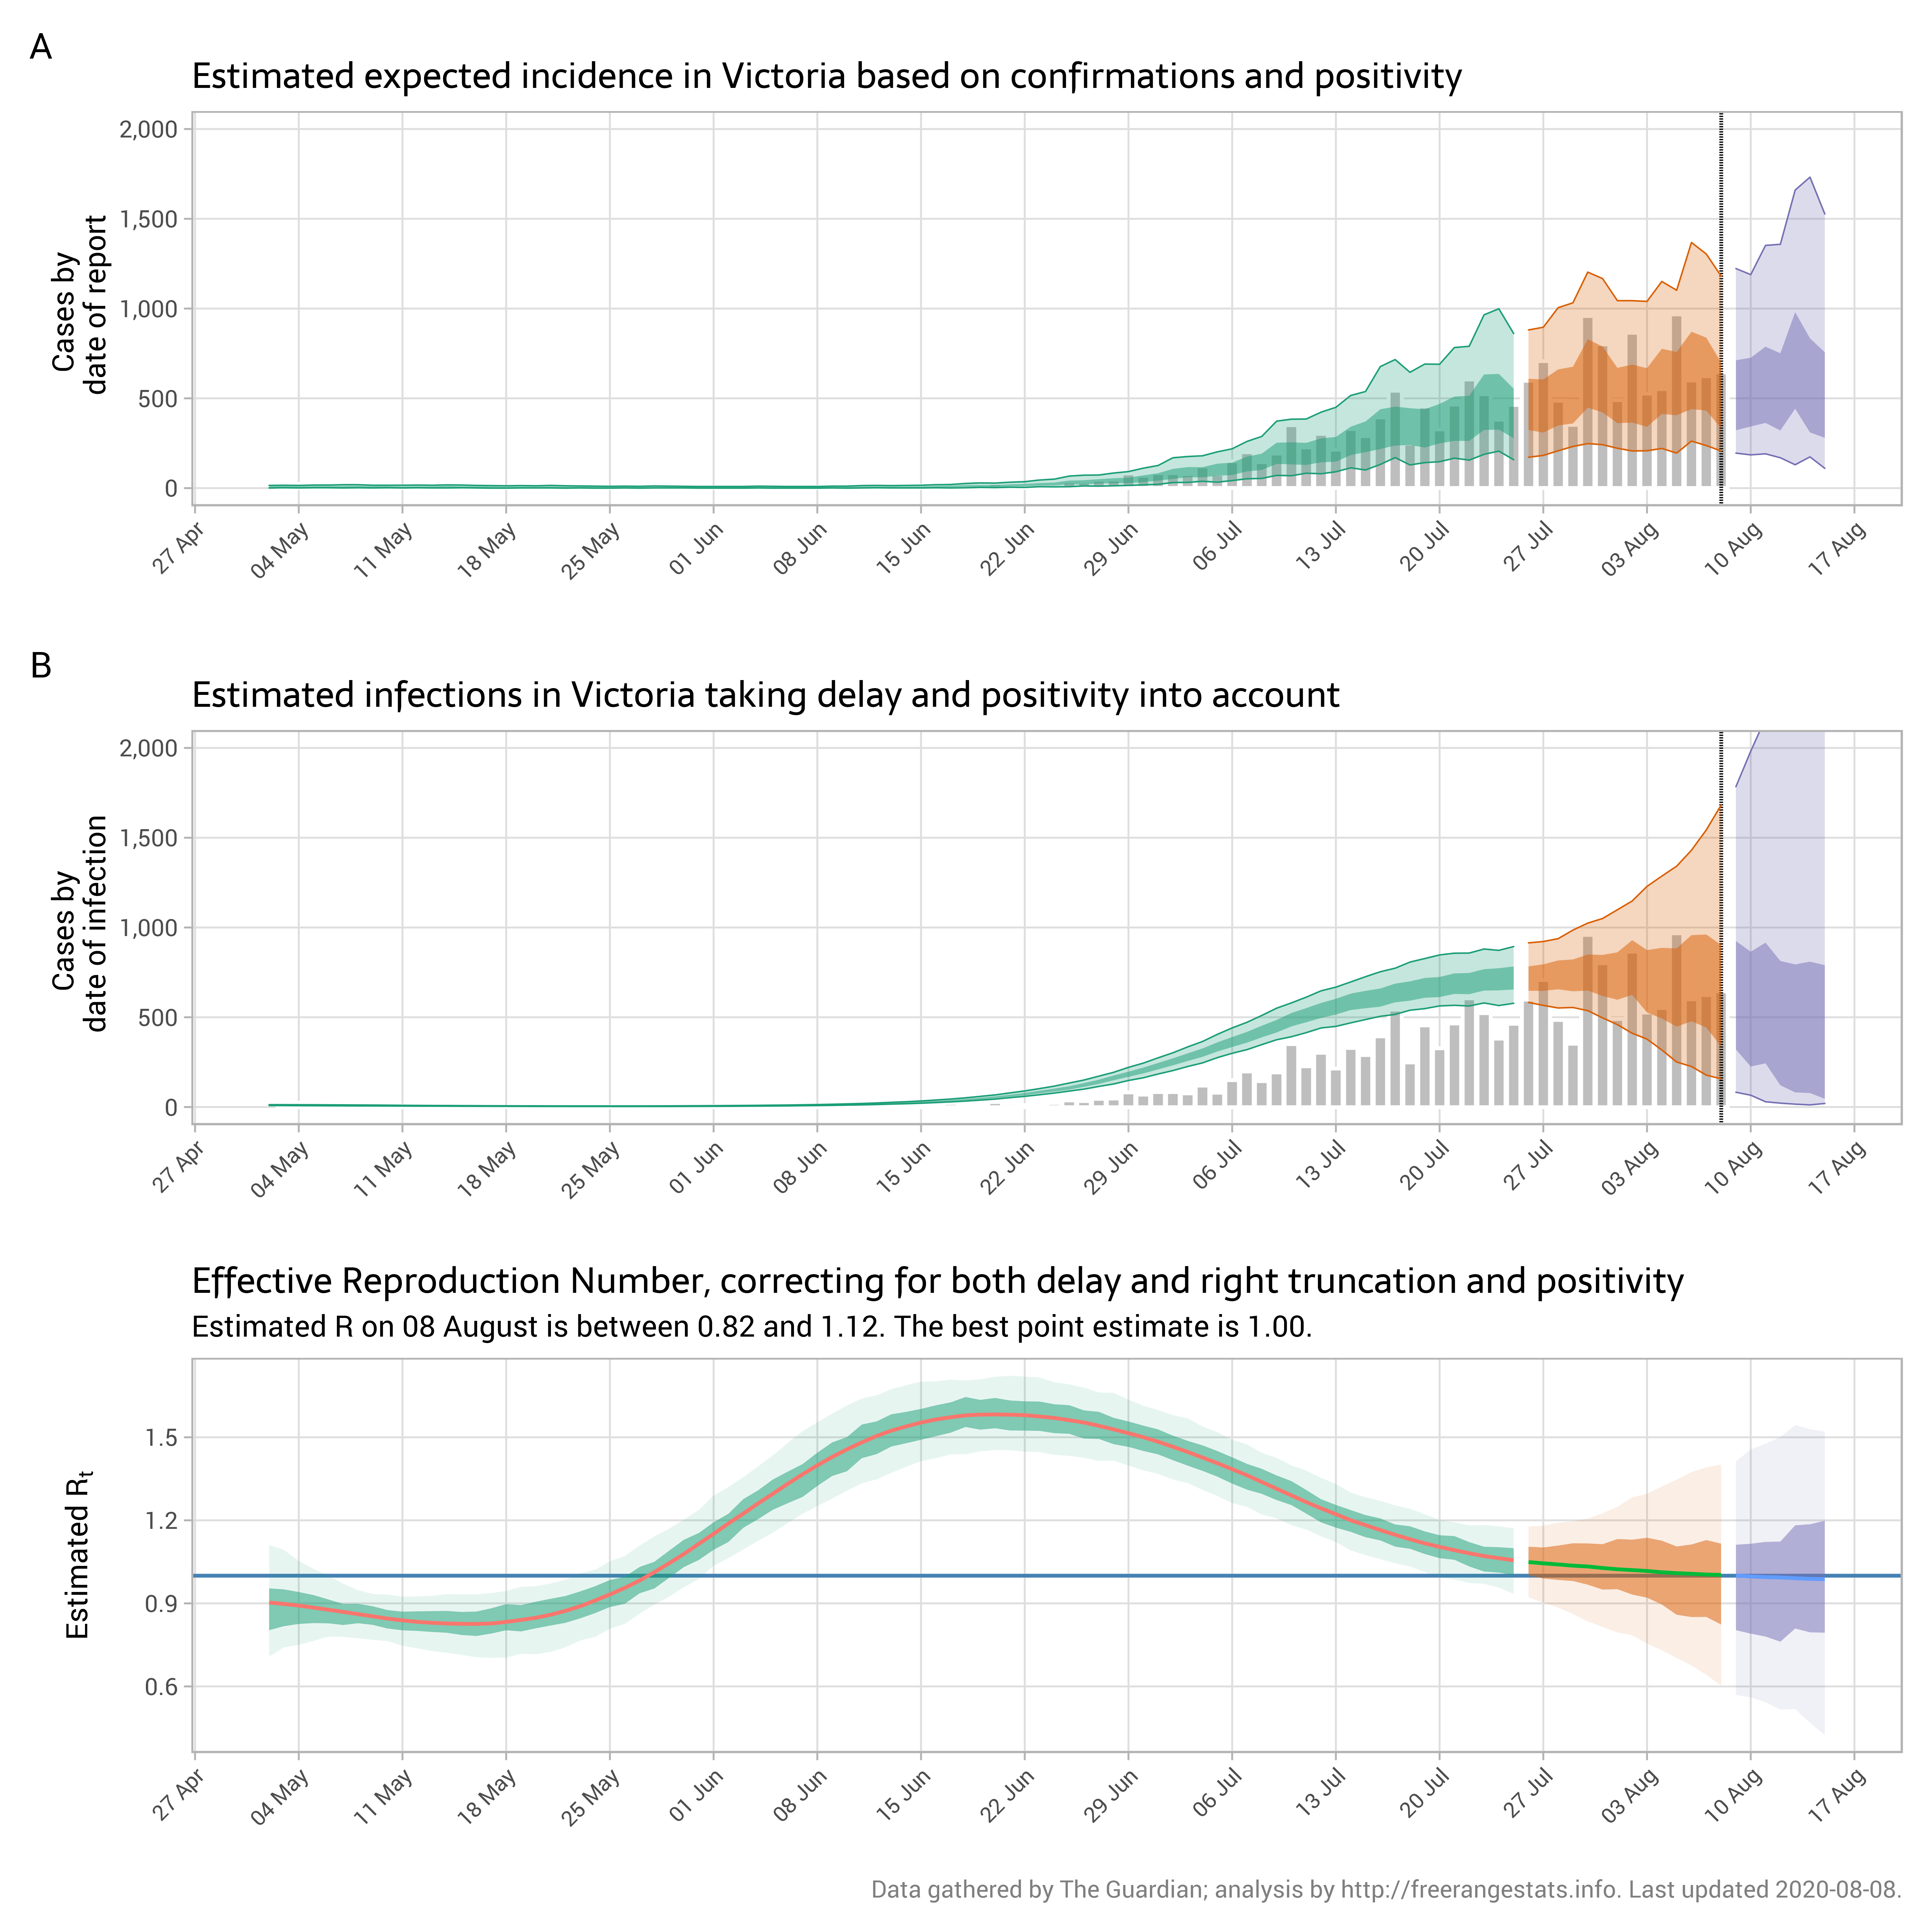 A
Estimated expected incidence in Victoria based on confirmations and positivity
2,000
1,500
1,000
500
0
Cases by
date of report
27 Apr
04 May
11 May
18 May
25 May
01 Jun
08 Jun
15 Jun
22 Jun
29 Jun
06 Jul
13 Jul
20 Jul
27 Jul
03 Aug
10 Aug
17 Aug
B
Estimated infections in Victoria taking delay and positivity into account
2,000
1,500
1,000
500
0
Cases by
date of infection
27 Apr
04 May
11 May
18 May
25 May
01 Jun
08 Jun
15 Jun
22 Jun
29 Jun
06 Jul
13 Jul
20 Jul
27 Jul
03 Aug
10 Aug
17 Aug
Effective Reproduction Number, correcting for both delay and right truncation and positivity
Estimated R on 08 August is between 0.82 and 1.12. The best point estimate is 1.00.
1.5
1.2
0.9
0.6
Estimated Rt
27 Apr
04 May
11 May
18 May
25 May
01 Jun
08 Jun
15 Jun
22 Jun
29 Jun
06 Jul
13 Jul
20 Jul
27 Jul
03 Aug
10 Aug
17 Aug
Data gathered by The Guardian; analysis by http://freerangestats.info. Last updated 2020-08-08.